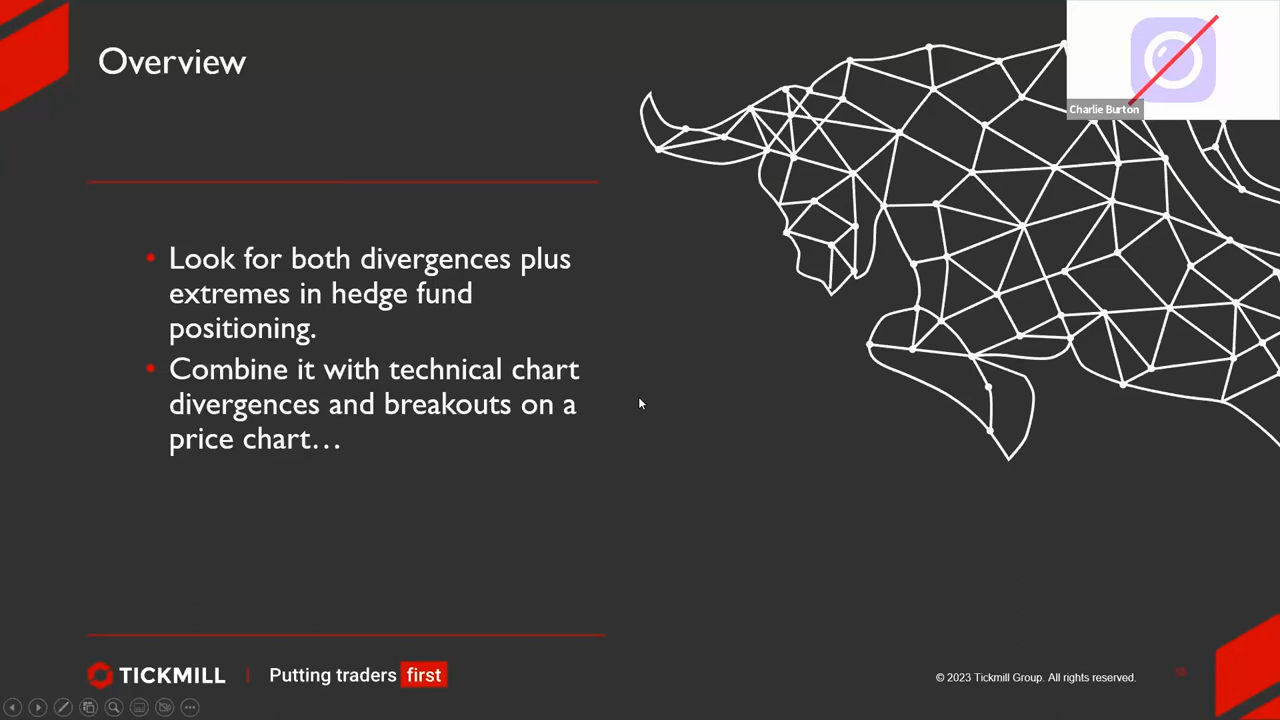 Overview
Charlie Burton
Look for both divergences plus
extremes in hedge fund
positioning.
Combine it with technical chart
divergences and breakouts on a
price chart…
TICKMILL | Putting traders first
© 2023 Tickmill Group. All rights reserved.